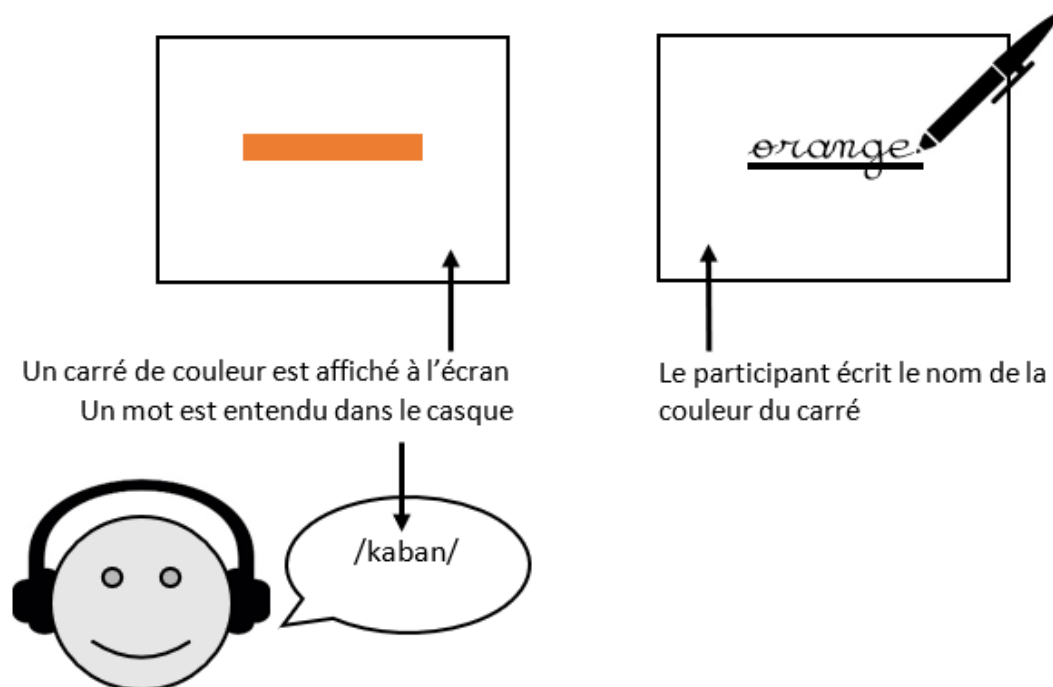 orange
Un carré de couleur est affiché à l’écran
Un mot est entendu dans le casque
Le participant écrit le nom de la
couleur du carré
/kaban/